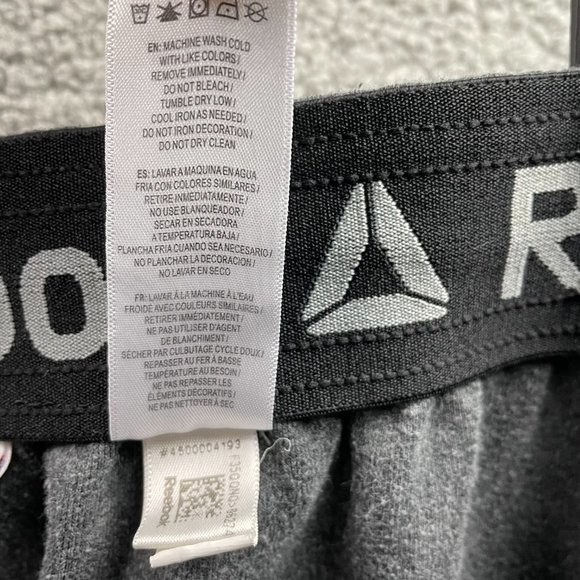 EN: MACHINE WASH COLD
WITH LIKE COLORS /
REMOVE IMMEDIATELY /
DO NOT BLEACH /
TUMBLE DRY LOW /
COOL IRON AS NEEDED /
DO NOT IRON DECORATION /
DO NOT DRY CLEAN
ES: LAVAR A MAQUINA EN AGUA
FRIA CON COLORES SIMILARES /
RETIRE INMEDIATAMENTE /
NO USE BLANQUEADOR /
SECAR EN SECADORA
A TEMPERATURA BAJA /
PLANCHA FRIA CUANDO SEA NECESARIO /
NO PLANCHAR LA DECORACION /
NO LAVAR EN SECO
FR: LAVAR À LA MACHINE À L'EAU
FROIDE AVEC COULEURS SIMILAIRES /
RETIRER IMMÉDIATEMENT /
NE PAS UTILISER D'AGENT
DE BLANCHIMENT /
SÉCHER PAR CULBUTAGE CYCLE DOUX /
REPASSER AU FER À BASSE
TEMPÉRATURE AU BESOIN /
NE PAS REPASSER LES
ÉLÉMENTS DÉCORATIFS /
NE PAS NETTOYER À SEC
OO R
#4500004193
Reebok